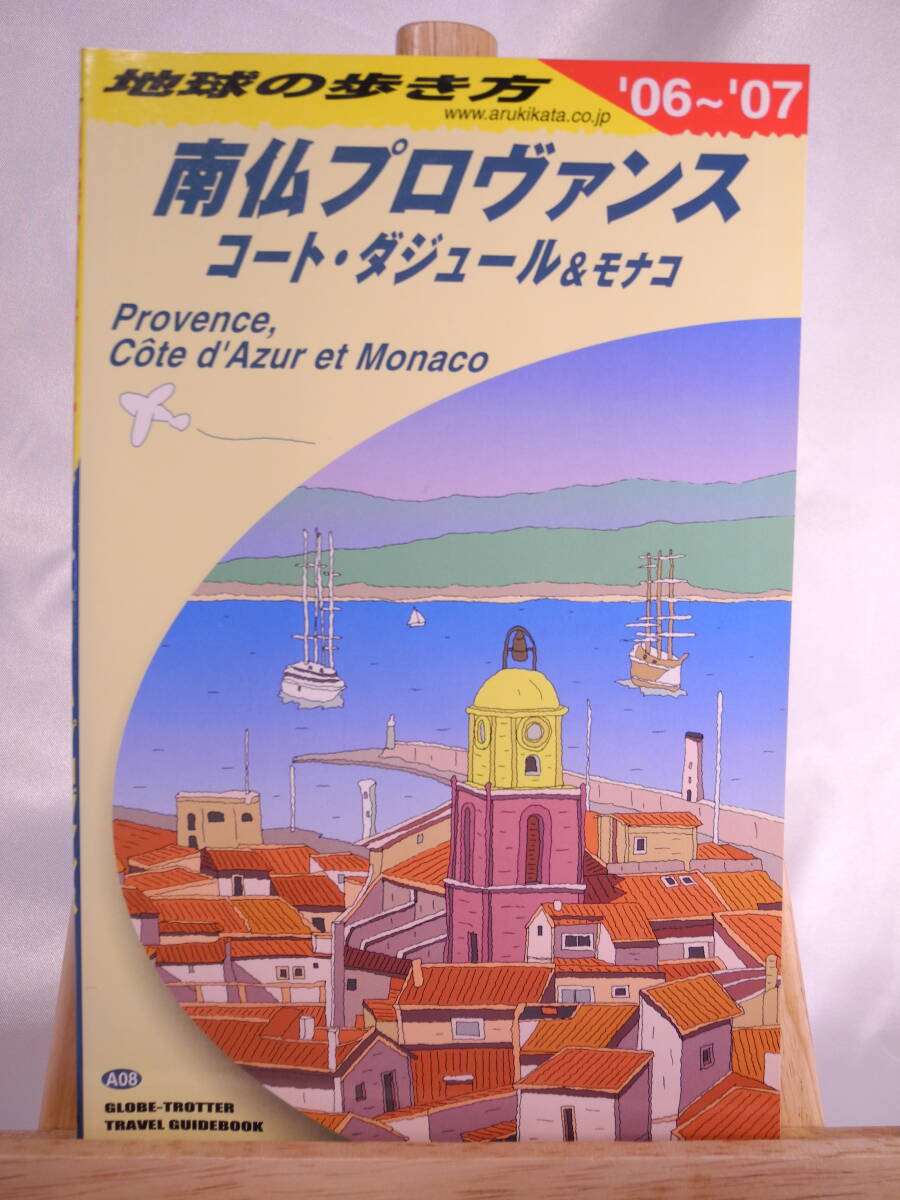 地球の歩き方
www.arukikata.co.jp
'06~'07
南仏プロヴァンス
コート・ダジュール&モナコ
Provence,
Côte d'Azur et Monaco
A08
GLOBE-TROTTER
TRAVEL GUIDEBOOK